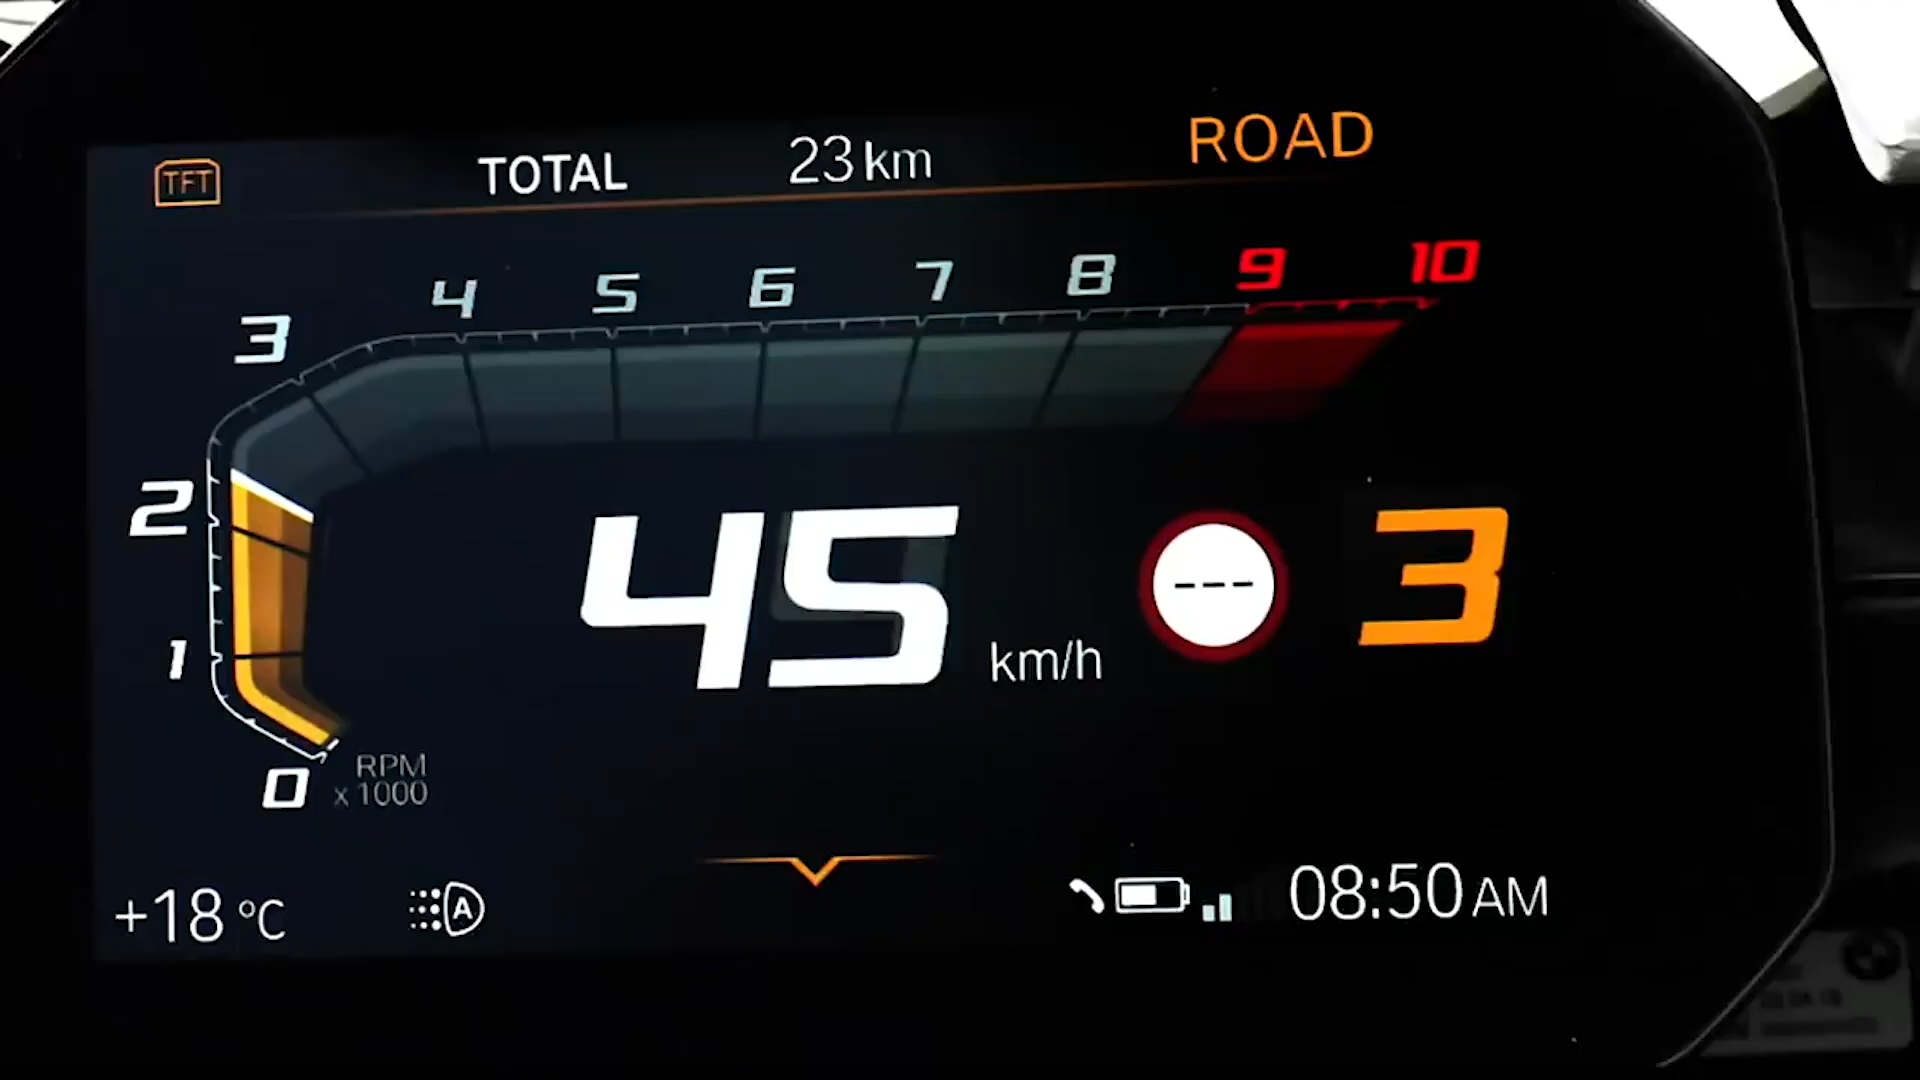 TFT
TOTAL 23 km
ROAD
3 4 5 6 7 8 9 10
2
1
0
RPM
x 1000
45 km/h
---
3
+18 °C
A
08:50 AM